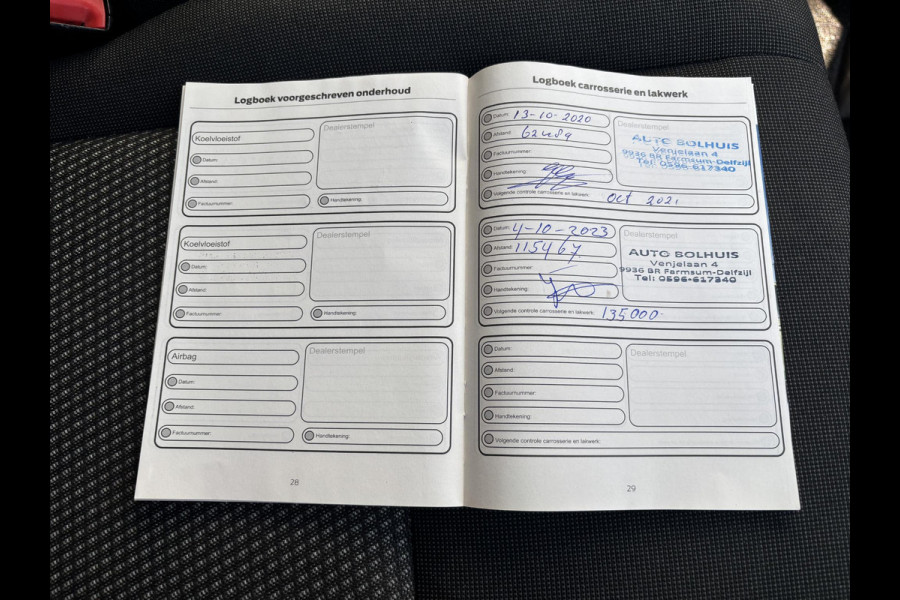 Logboek voorgeschreven onderhoud
Koelvloeistof
Dealerstempel
Datum:
Afstand:
Factuurnummer:
Handtekening:
Koelvloeistof
Dealerstempel
Datum:
Afstand:
Factuurnummer:
Handtekening:
Airbag
Dealerstempel
Datum:
Afstand:
Factuurnummer:
Handtekening:
28
Logboek carrosserie en lakwerk
Datum: 13-10-2020
Dealerstempel
Afstand:
AUTO BOLHUIS
Venjelaan 4
9936 BR Farmsum-Delfzijl
Tel: 0596-617340
Factuurnummer:
Handtekening:
Volgende controle carrosserie en lakwerk: oct 2021
Datum: 4-10-2023
Dealerstempel
Afstand: 115467
AUTO BOLHUIS
Venjelaan 4
9936 BR Farmsum-Delfzijl
Tel: 0596-617340
Factuurnummer:
Handtekening:
Volgende controle carrosserie en lakwerk: 135000
Datum:
Dealerstempel
Afstand:
Factuurnummer:
Handtekening:
Volgende controle carrosserie en lakwerk:
29